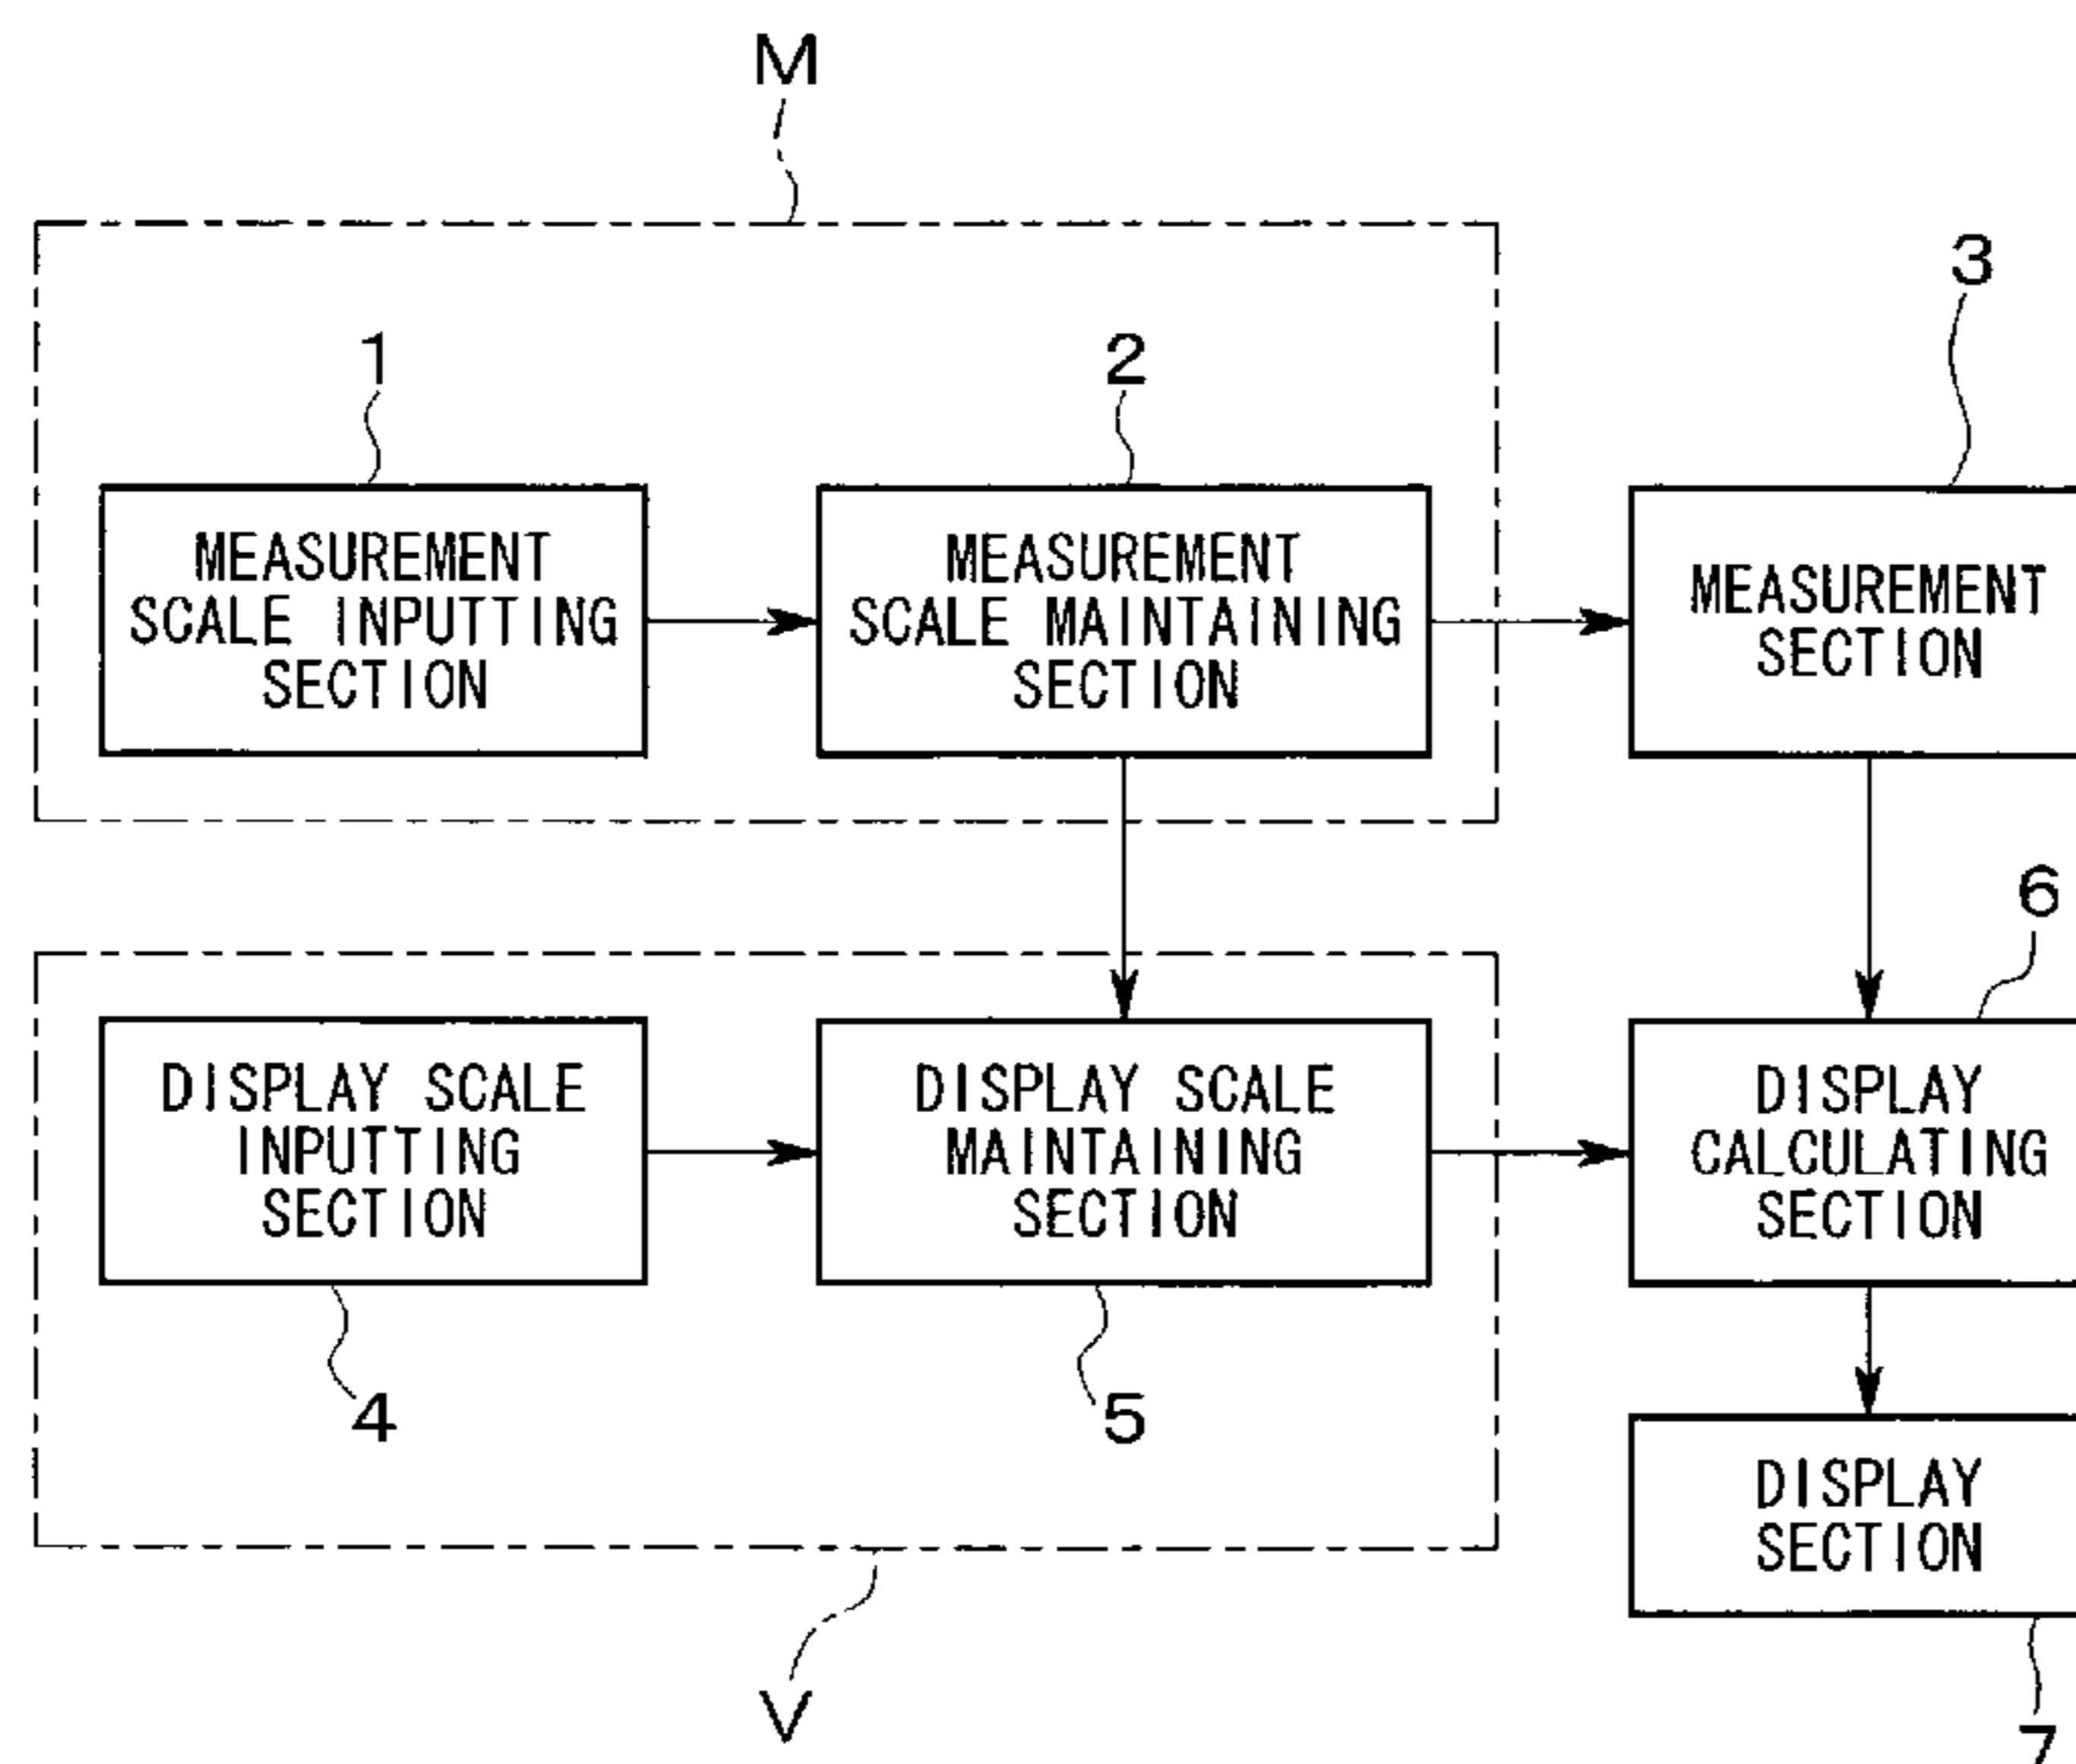 M
3
1
2
MEASUREMENT
SCALE INPUTTING
SECTION
MEASUREMENT
SCALE MAINTAINING
SECTION
MEASUREMENT
SECTION
6
DISPLAY SCALE
INPUTTING
SECTION
DISPLAY SCALE
MAINTAINING
SECTION
DISPLAY
CALCULATING
SECTION
4
5
DISPLAY
SECTION
V
7